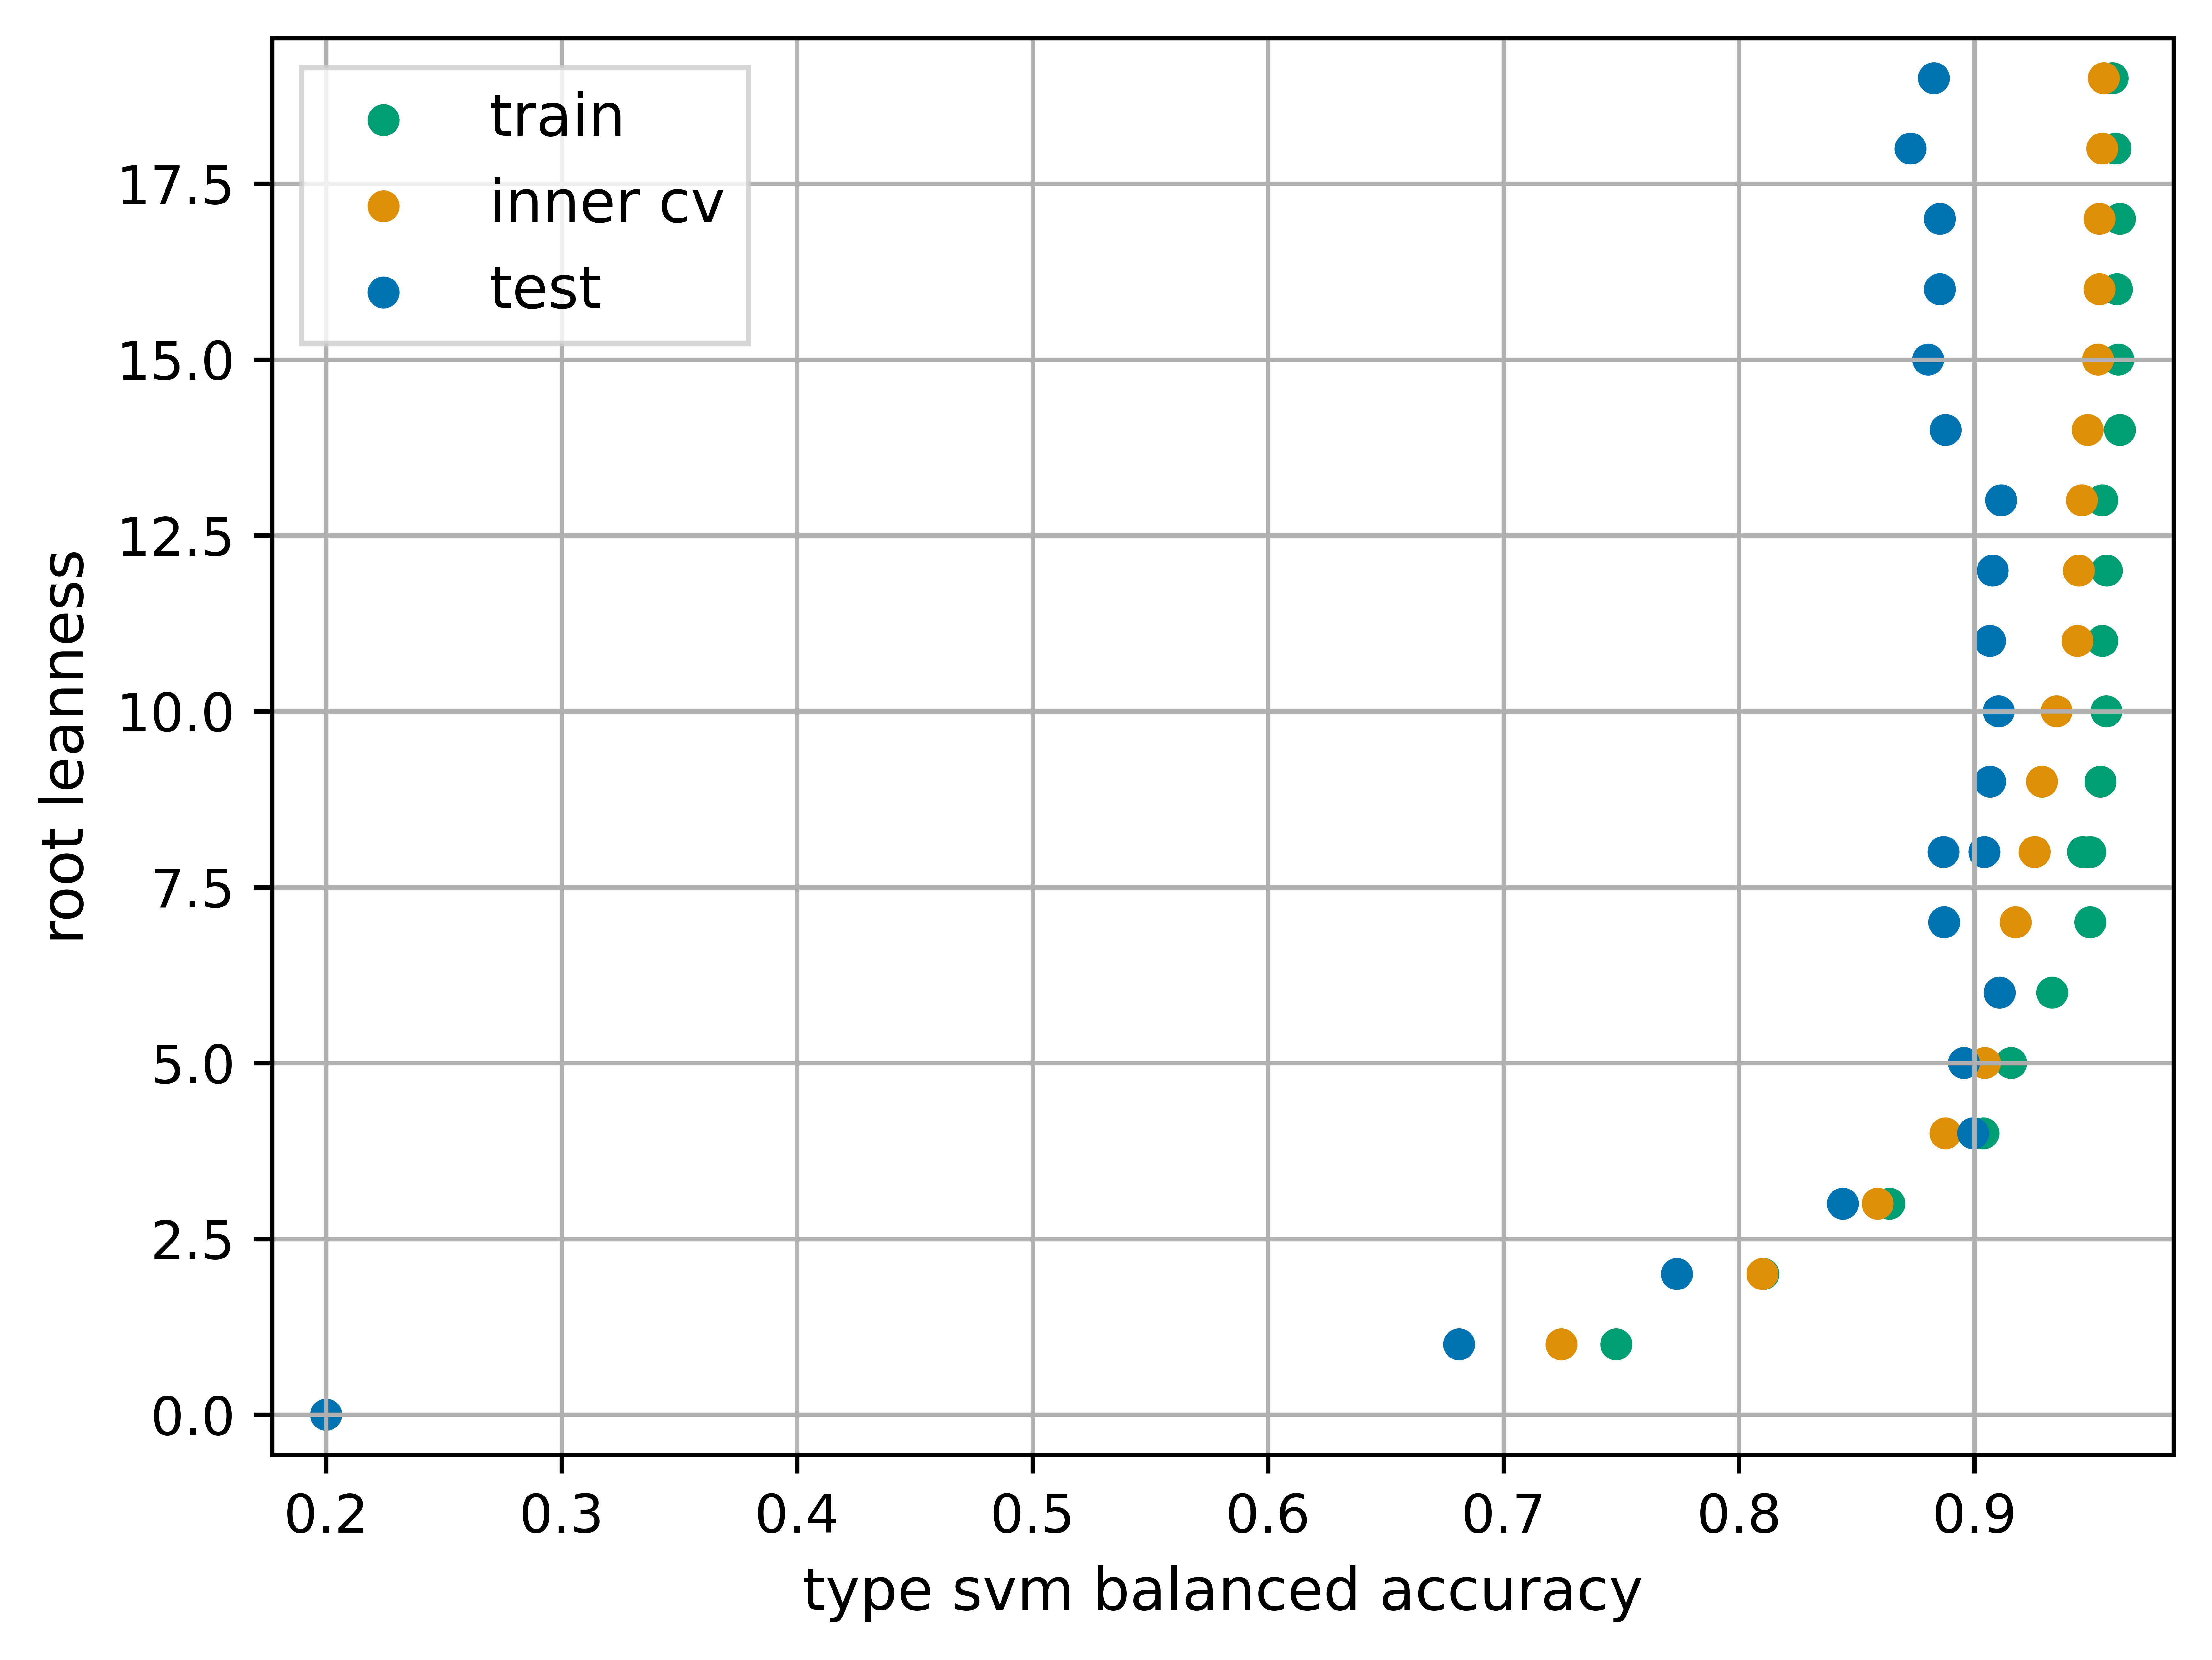 train
inner cv
test
17.5
15.0
12.5
10.0
7.5
5.0
2.5
0.0
root leanness
0.2 0.3 0.4 0.5 0.6 0.7 0.8 0.9
type svm balanced accuracy